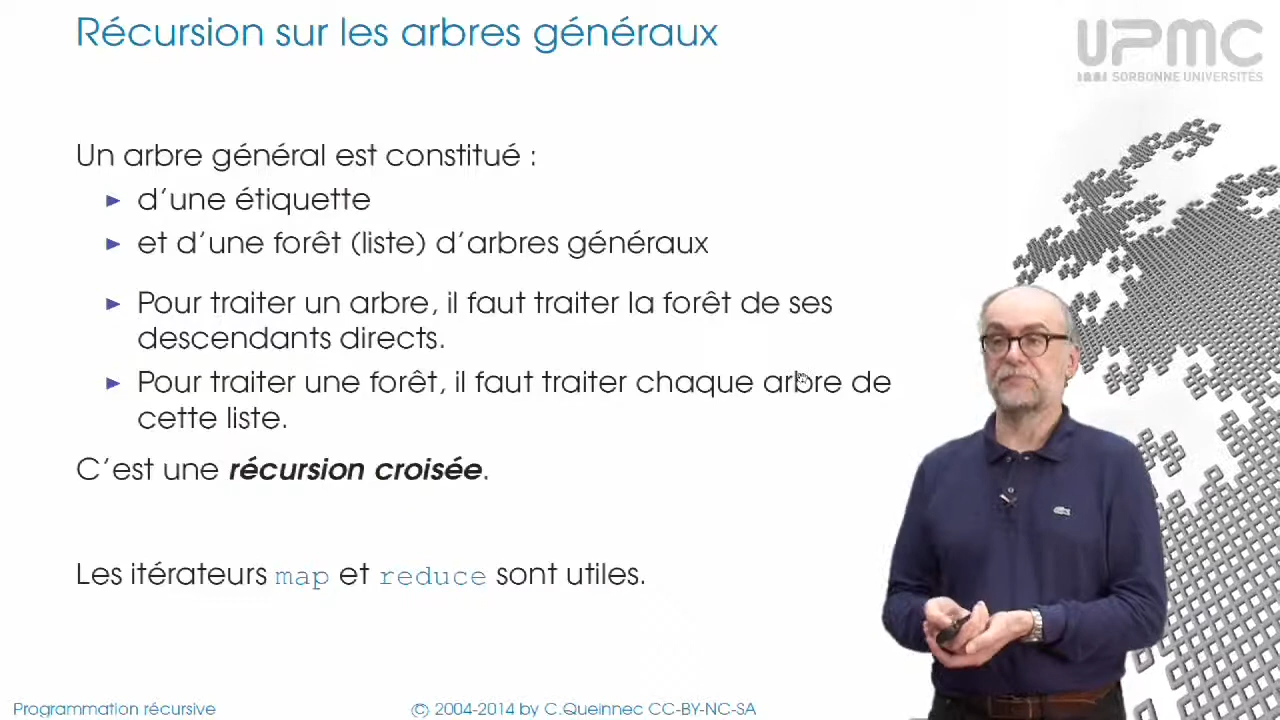 Récursion sur les arbres généraux
UPMC
SORBONNE UNIVERSITÉS
Un arbre général est constitué :
► d'une étiquette
► et d'une forêt (liste) d'arbres généraux
► Pour traiter un arbre, il faut traiter la forêt de ses
descendants directs.
► Pour traiter une forêt, il faut traiter chaque arbre de
cette liste.
C'est une récursion croisée.
Les itérateurs map et reduce sont utiles.
Programmation récursive
© 2004-2014 by C.Queinnec CC-BY-NC-SA